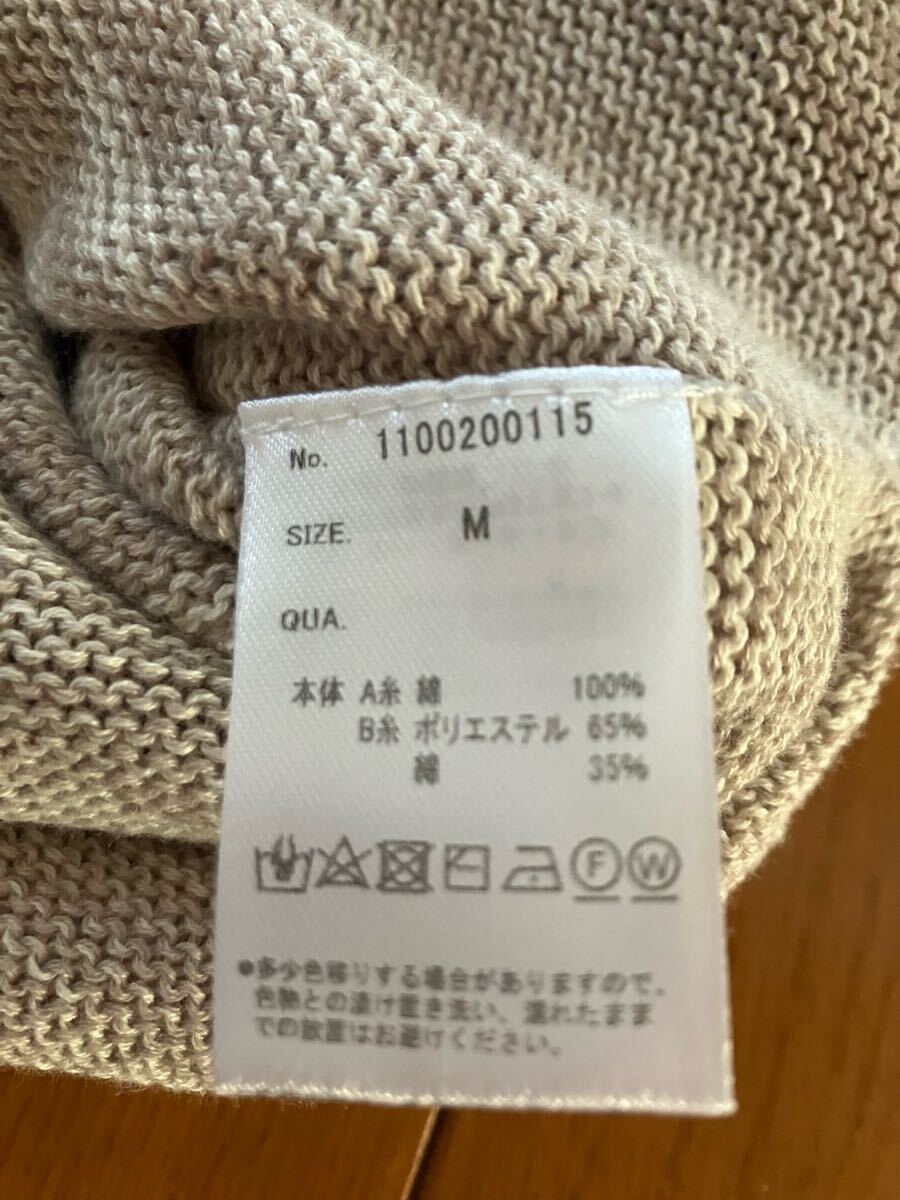 No. 1100200115
SIZE. M
QUA.
本体 A糸 綿 100%
B糸 ポリエステル 65%
綿 35%
F W
●多少色移りする場合がありますので、
色物との漬け置き洗い、濡れたまま
での放置はお避けください。